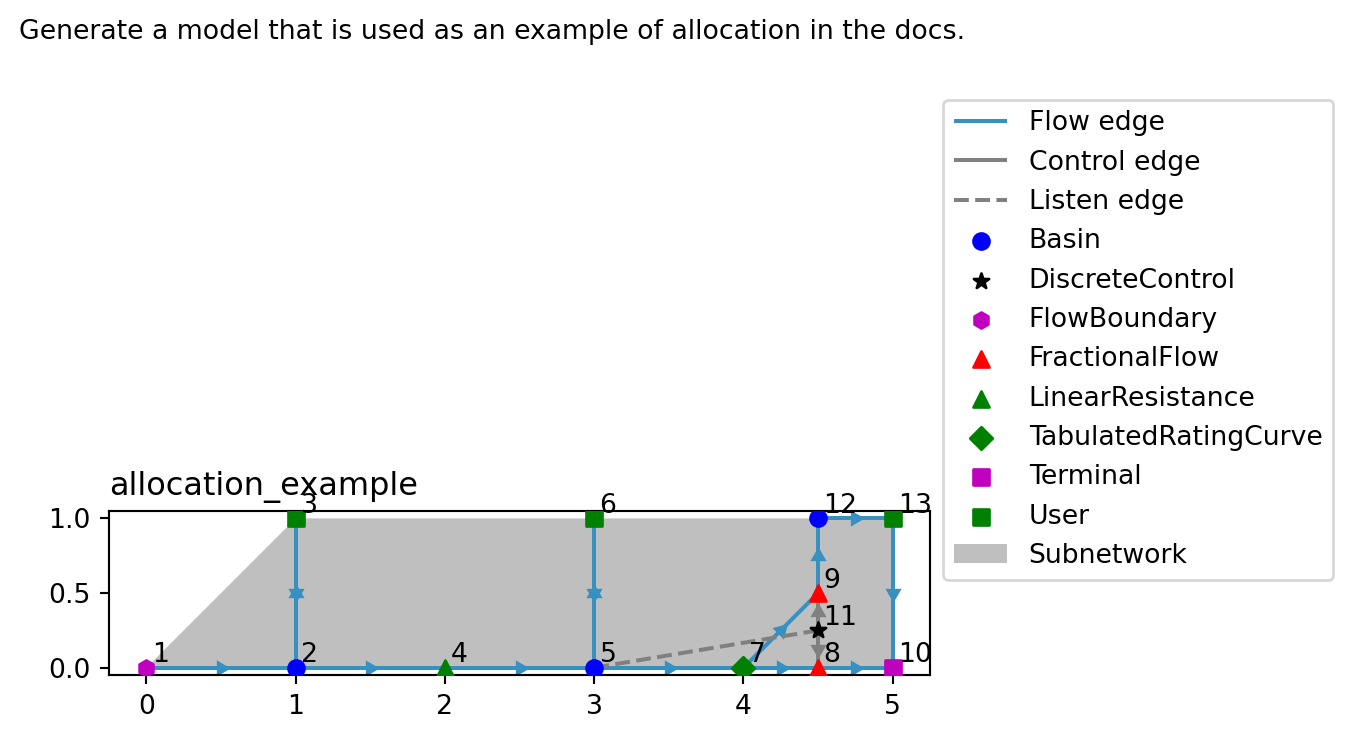 Generate a model that is used as an example of allocation in the docs.
Flow edge
Control edge
Listen edge
Basin
DiscreteControl
FlowBoundary
FractionalFlow
LinearResistance
TabulatedRatingCurve
Terminal
User
Subnetwork
allocation_example
3 6 12 13
1.0
9
0.5
11
1 2 4 5 7 8 10
0.0
0 1 2 3 4 5